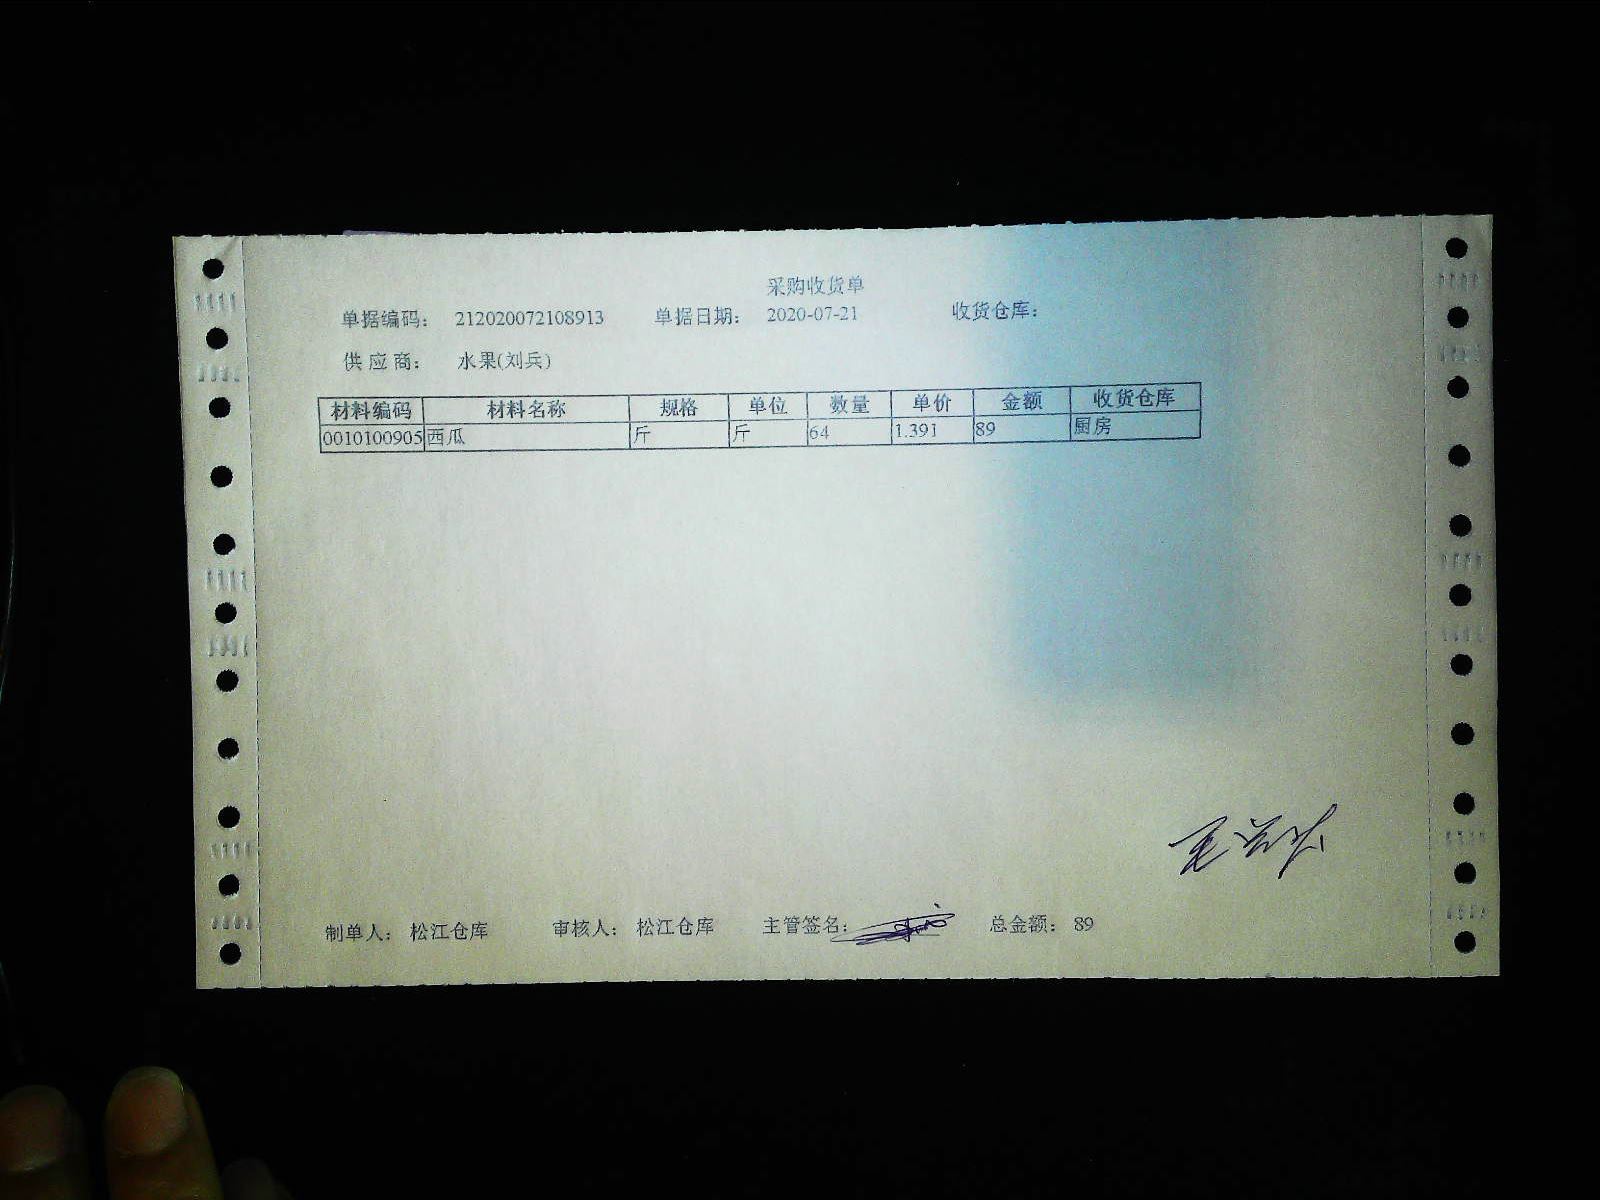 采购收货单
单据编码： 212020072108913 单据日期： 2020-07-21 收货仓库：
供 应 商： 水果(刘兵)
材料编码 材料名称 规格 单位 数量 单价 金额 收货仓库
0010100905 西瓜 斤 斤 64 1.391 89 厨房
制单人： 松江仓库 审核人： 松江仓库 主管签名： 总金额： 89